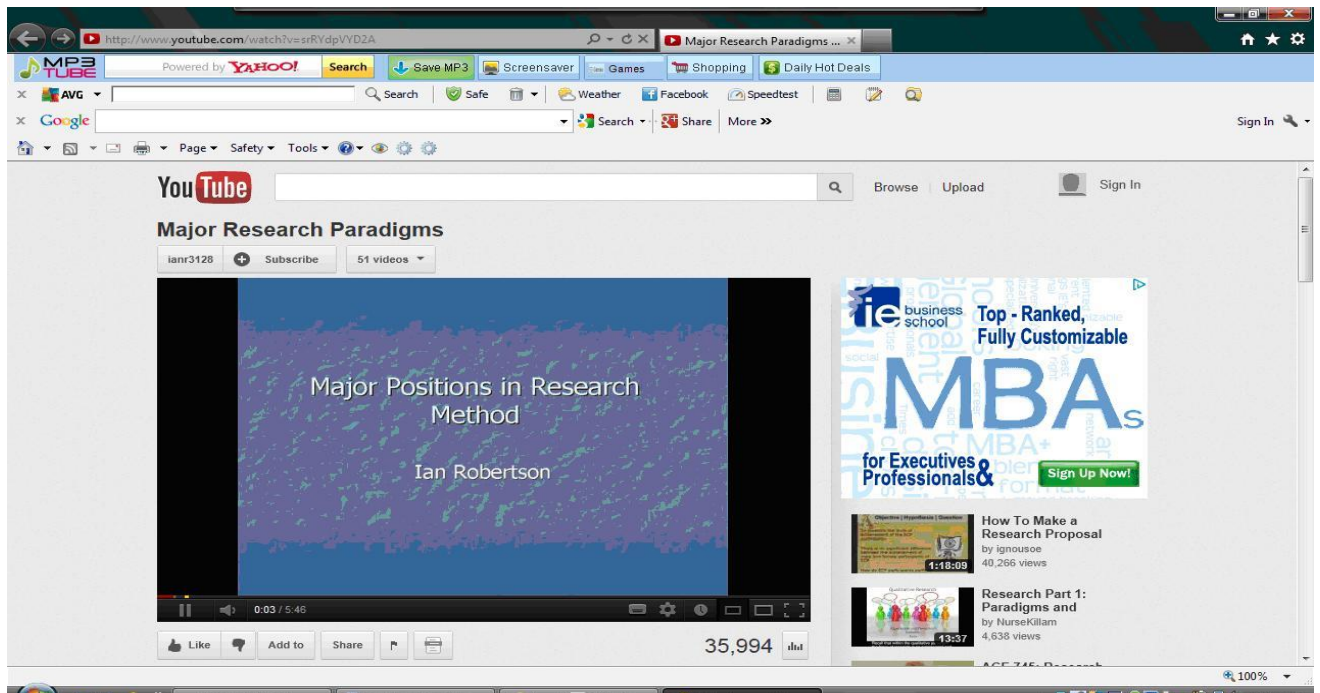 http://www.youtube.com/watch?v=srRYdpVYD2A
Major Research Paradigms ...
MP3 TUBE
Powered by YAHOO!
Search
Save MP3
Screensaver
Games
Shopping
Daily Hot Deals
AVG
Search
Safe
Weather
Facebook
Speedtest
Google
Search
Share
More
Sign In
Page
Safety
Tools
YouTube
Browse
Upload
Sign In
Major Research Paradigms
ianr3128
Subscribe
51 videos
Major Positions in Research
Method
Ian Robertson
0:03 / 5:46
Like
Add to
Share
35,994
ie business
school
Top - Ranked,
Fully Customizable
MBAs
for Executives &
Professionals
Sign Up Now!
How To Make a
Research Proposal
by ignousoe
40,266 views
1:18:09
Research Part 1:
Paradigms and
by NurseKillam
4,638 views
13:37
100%